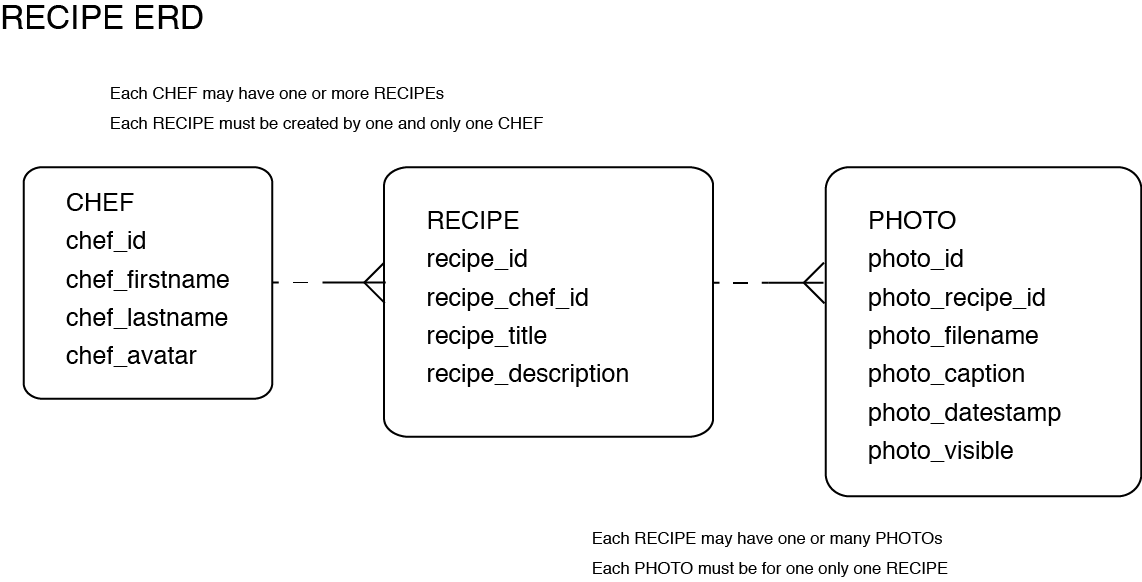 RECIPE ERD
Each CHEF may have one or more RECIPEs
Each RECIPE must be created by one and only one CHEF
CHEF
chef_id
chef_firstname
chef_lastname
chef_avatar
RECIPE
recipe_id
recipe_chef_id
recipe_title
recipe_description
PHOTO
photo_id
photo_recipe_id
photo_filename
photo_caption
photo_datestamp
photo_visible
Each RECIPE may have one or many PHOTOs
Each PHOTO must be for one only one RECIPE